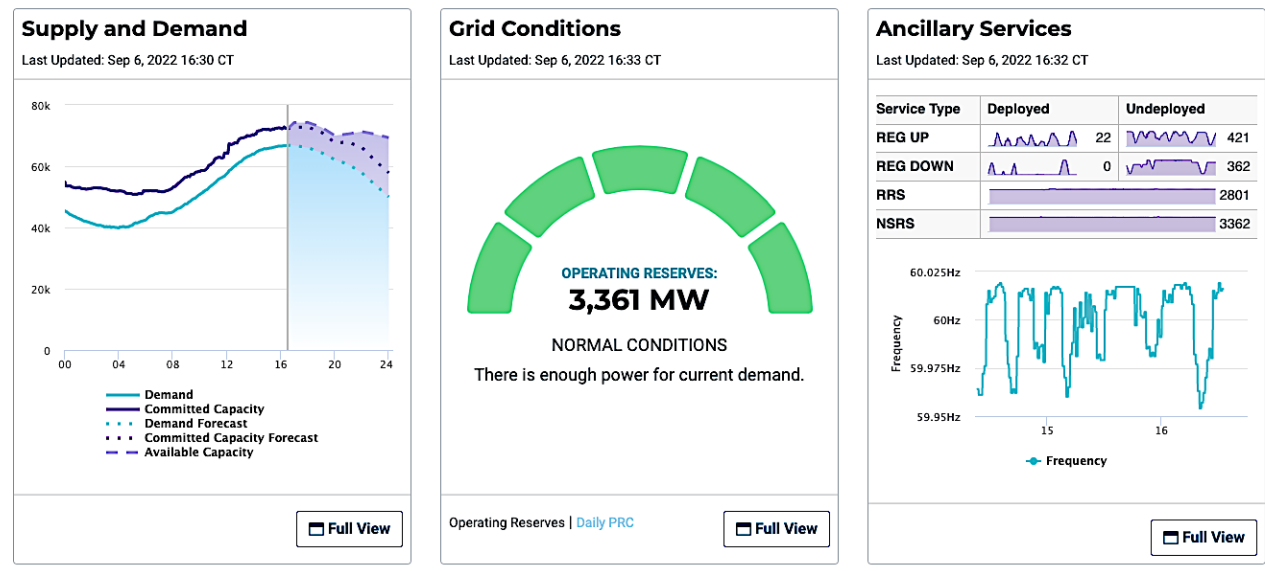 Supply and Demand
Last Updated: Sep 6, 2022 16:30 CT
80k
60k
40k
20k
0
00 04 08 12 16 20 24
Demand
Committed Capacity
Demand Forecast
Committed Capacity Forecast
Available Capacity
Full View
Grid Conditions
Last Updated: Sep 6, 2022 16:33 CT
OPERATING RESERVES:
3,361 MW
NORMAL CONDITIONS
There is enough power for current demand.
Operating Reserves | Daily PRC
Full View
Ancillary Services
Last Updated: Sep 6, 2022 16:32 CT
Service Type Deployed Undeployed
REG UP 22 421
REG DOWN 0 362
RRS 2801
NSRS 3362
60.025Hz
60Hz
59.975Hz
59.95Hz
Frequency
15 16
Frequency
Full View